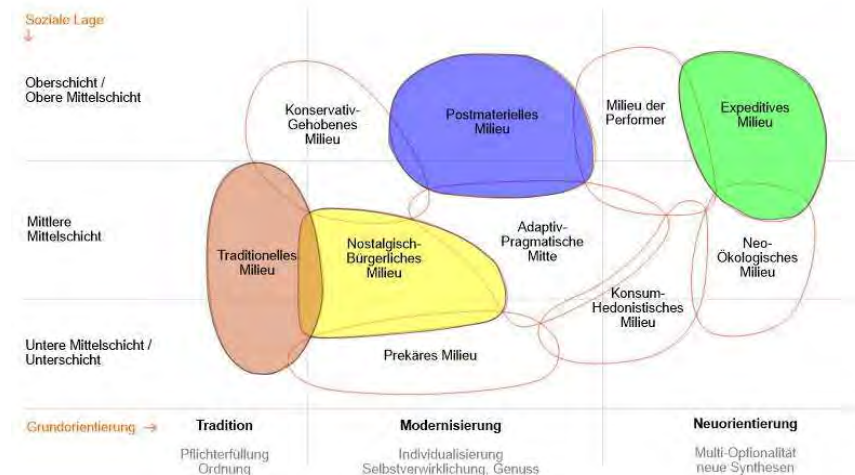 Soziale Lage
↓
Oberschicht /
Obere Mittelschicht
Konservativ-
Gehobenes
Milieu
Postmaterielles
Milieu
Milieu der
Performer
Expeditives
Milieu
Mittlere
Mittelschicht
Traditionelles
Milieu
Nostalgisch-
Bürgerliches
Milieu
Adaptiv-
Pragmatische
Mitte
Neo-
Ökologisches
Milieu
Konsum-
Hedonistisches
Milieu
Untere Mittelschicht /
Unterschicht
Prekäres Milieu
Grundorientierung →
Tradition
Pflichterfüllung
Ordnung
Modernisierung
Individualisierung
Selbstverwirklichung, Genuss
Neuorientierung
Multi-Optionalität
neue Synthesen